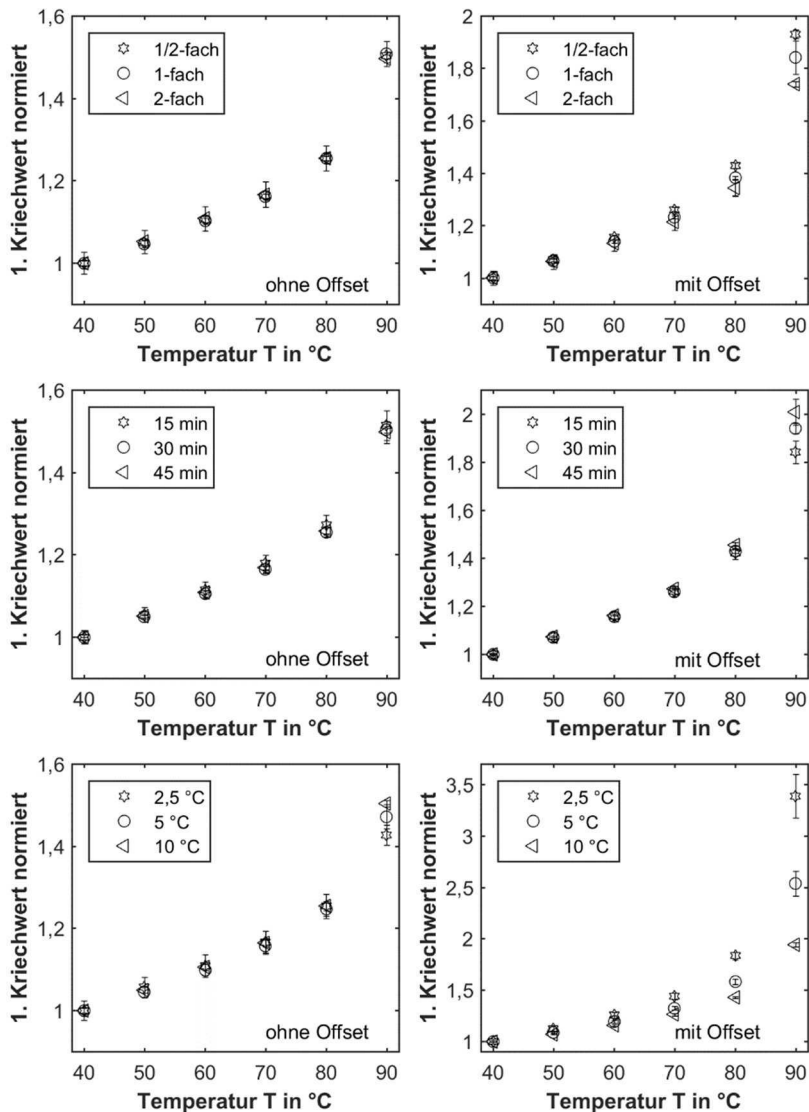 1,6
1,4
1,2
1
1. Kriechwert normiert
1/2-fach
1-fach
2-fach
ohne Offset
40 50 60 70 80 90
Temperatur T in °C
2
1,8
1,6
1,4
1,2
1
1. Kriechwert normiert
1/2-fach
1-fach
2-fach
mit Offset
40 50 60 70 80 90
Temperatur T in °C
1,6
1,4
1,2
1
1. Kriechwert normiert
15 min
30 min
45 min
ohne Offset
40 50 60 70 80 90
Temperatur T in °C
2
1,8
1,6
1,4
1,2
1
1. Kriechwert normiert
15 min
30 min
45 min
mit Offset
40 50 60 70 80 90
Temperatur T in °C
1,6
1,4
1,2
1
1. Kriechwert normiert
2,5 °C
5 °C
10 °C
ohne Offset
40 50 60 70 80 90
Temperatur T in °C
3,5
3
2,5
2
1,5
1
1. Kriechwert normiert
2,5 °C
5 °C
10 °C
mit Offset
40 50 60 70 80 90
Temperatur T in °C